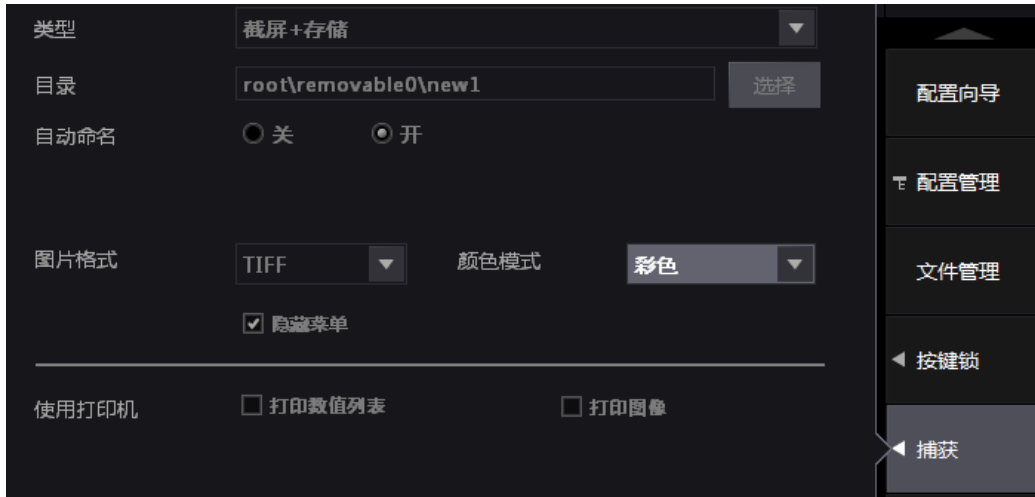 类型 截屏+存储
目录 root\removable0\new1 选择
自动命名 关 开
图片格式 TIFF 颜色模式 彩色
隐藏菜单
使用打印机 打印数值列表 打印图像
配置向导
配置管理
文件管理
按键锁
捕获